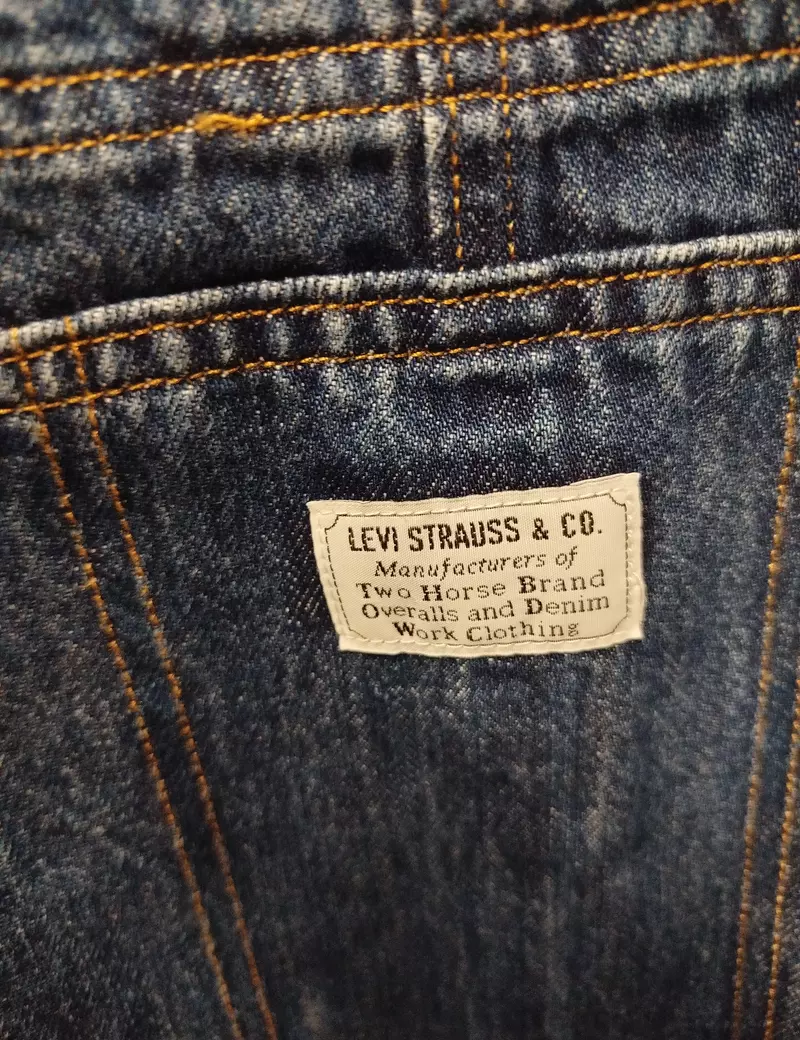 LEVI STRAUSS & CO.
Manufacturers of
Two Horse Brand
Overalls and Denim
Work Clothing